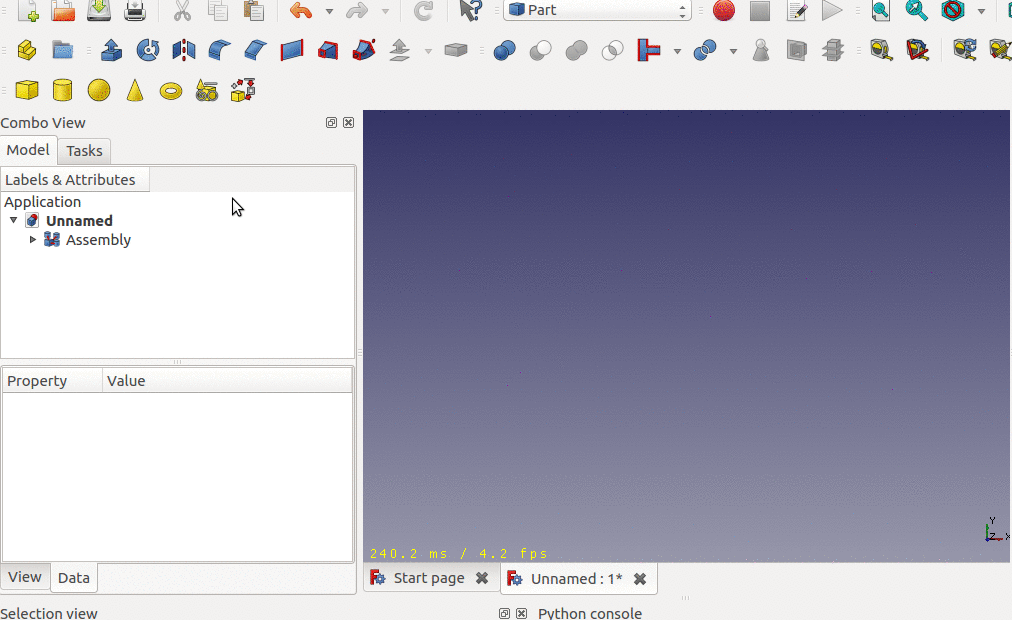 Part
Combo View
Model Tasks
Labels & Attributes
Application
Unnamed
Assembly
Property Value
240.2 ms / 4.2 fps
Y
Z X
View Data
Start page Unnamed : 1*
Selection view Python console